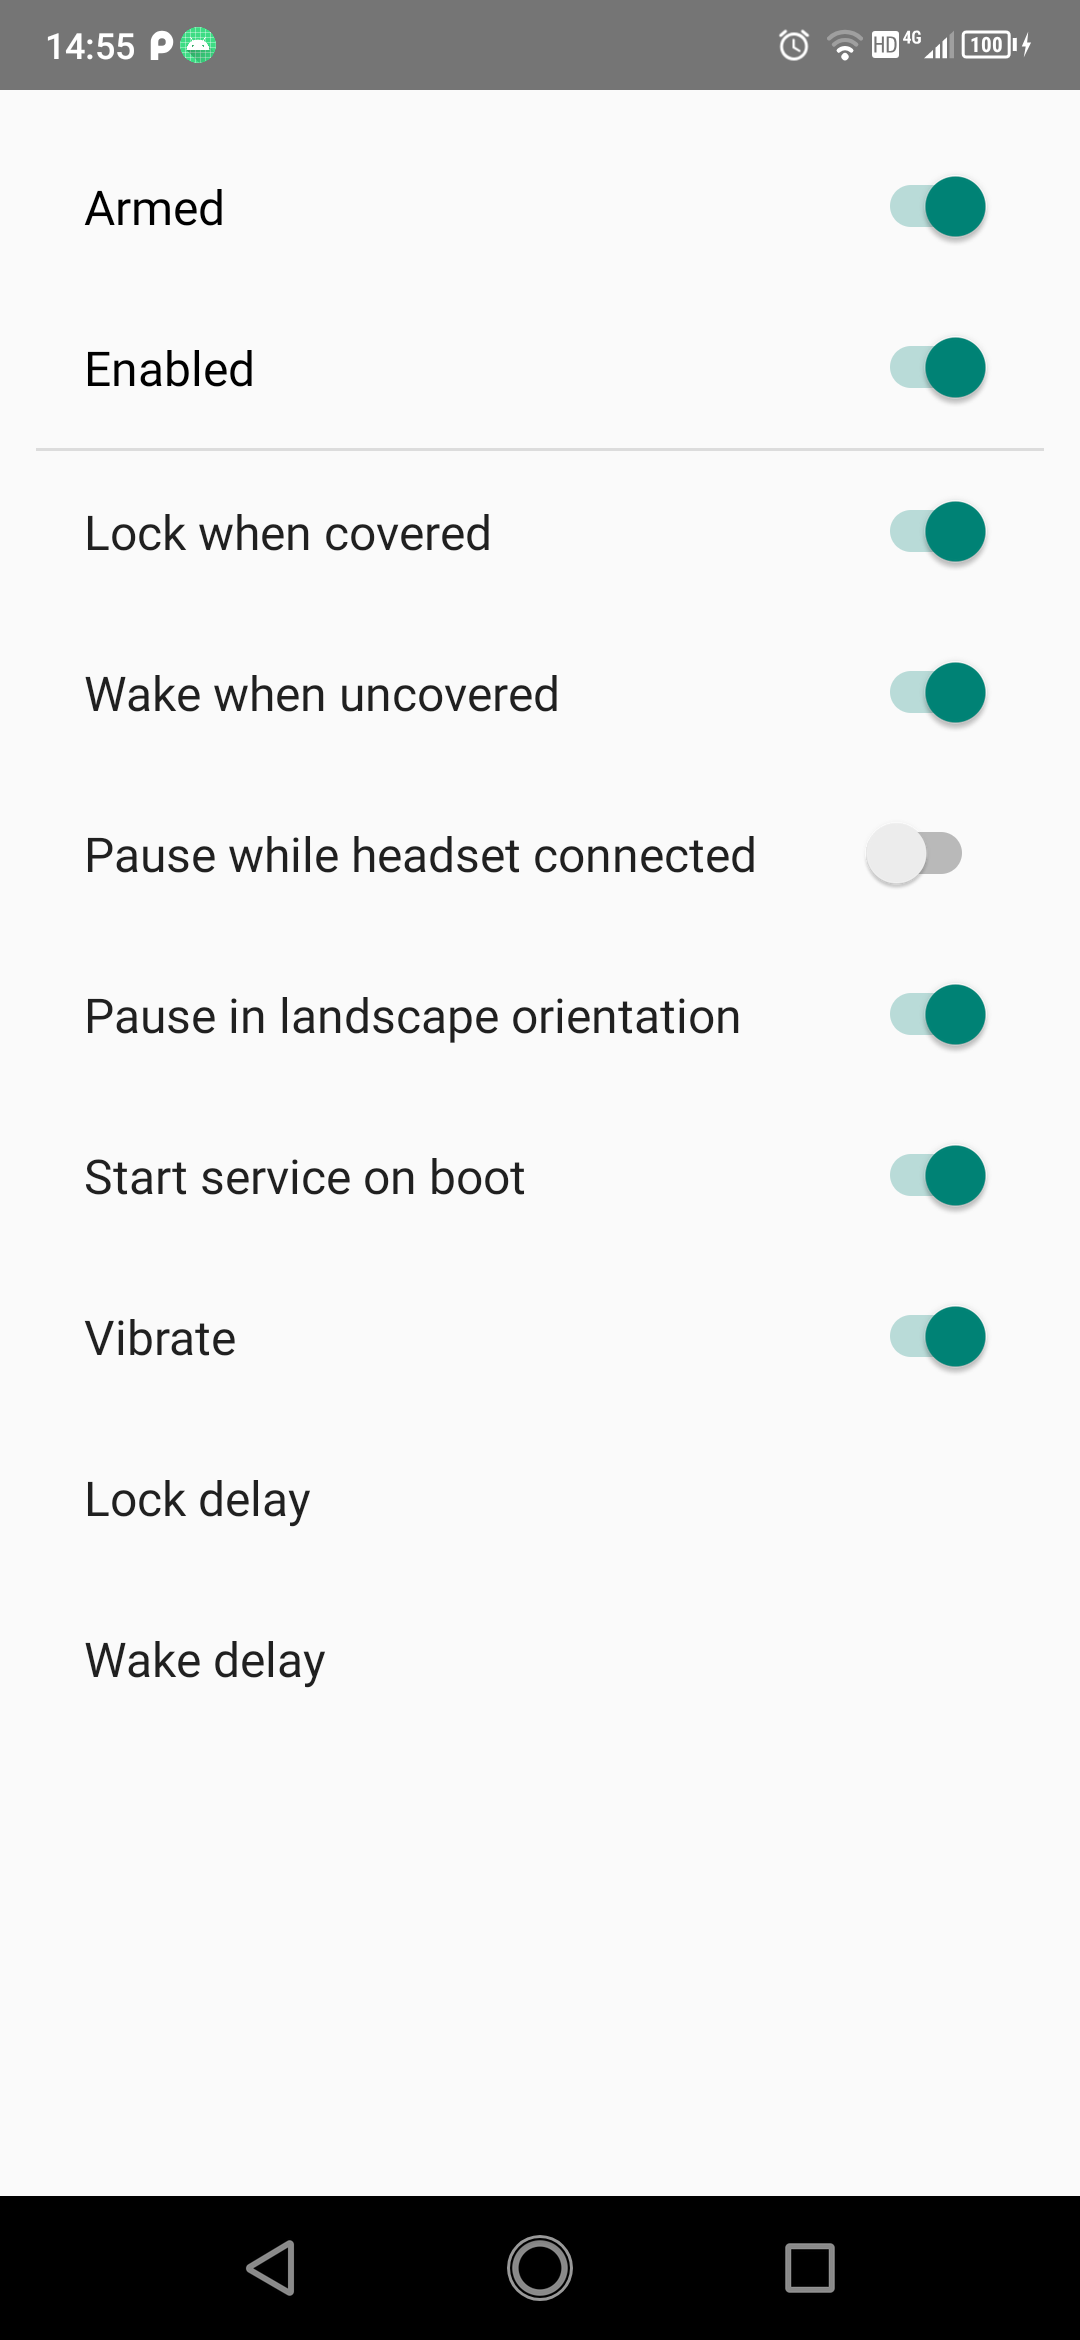 14:55 HD 4G 100
Armed
Enabled
Lock when covered
Wake when uncovered
Pause while headset connected
Pause in landscape orientation
Start service on boot
Vibrate
Lock delay
Wake delay